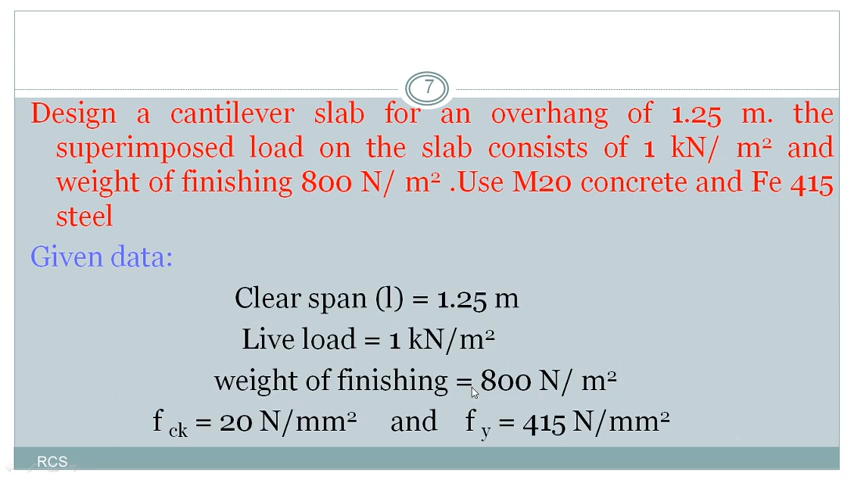 7
Design a cantilever slab for an overhang of 1.25 m. the
superimposed load on the slab consists of 1 kN/ m² and
weight of finishing 800 N/ m² .Use M20 concrete and Fe 415
steel
Given data:
Clear span (l) = 1.25 m
Live load = 1 kN/m²
weight of finishing = 800 N/ m²
f ck = 20 N/mm² and f y = 415 N/mm²
RCS